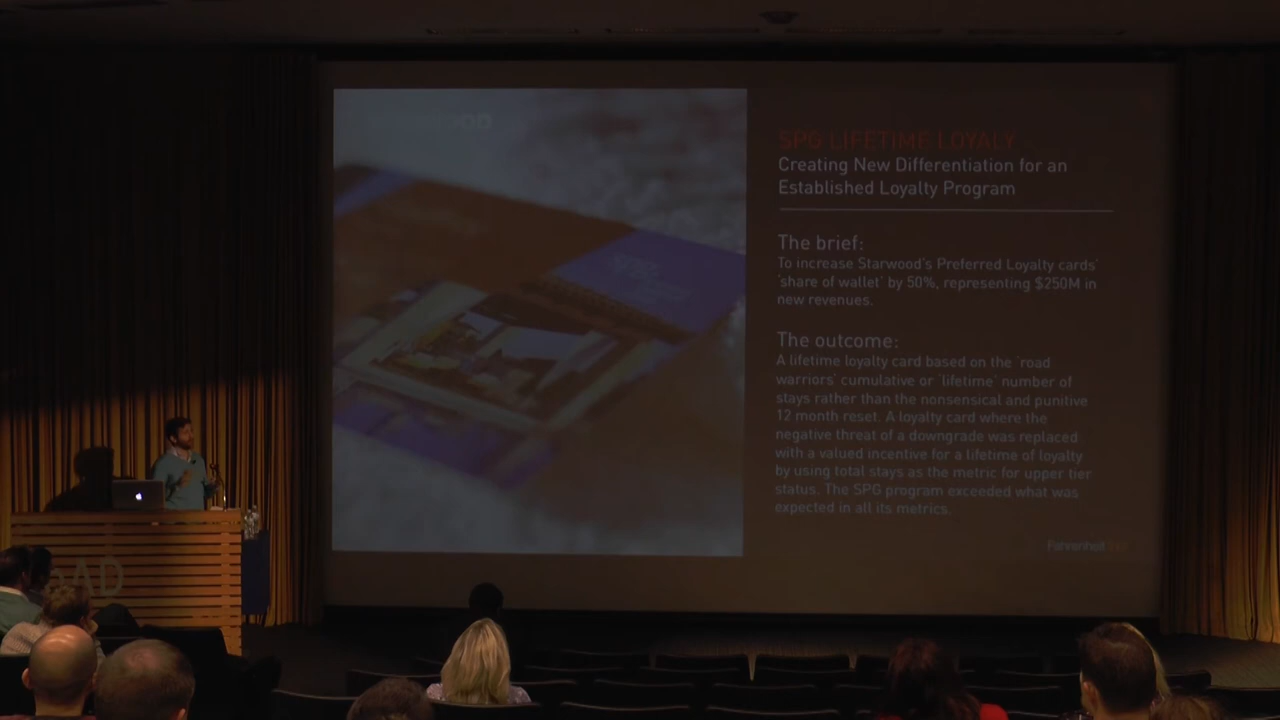 SPG LIFETIME LOYALY
Creating New Differentiation for an
Established Loyalty Program
The brief:
To increase Starwood's Preferred Loyalty cards'
'share of wallet' by 50%, representing $250M in
new revenues.
The outcome:
A lifetime loyalty card based on the 'road
warriors' cumulative or 'lifetime' number of
stays rather than the nonsensical and punitive
12 month reset. A loyalty card where the
negative threat of a downgrade was replaced
with a valued incentive for a lifetime of loyalty
by using total stays as the metric for upper tier
status. The SPG program exceeded what was
expected in all its metrics.
Fahrenheit